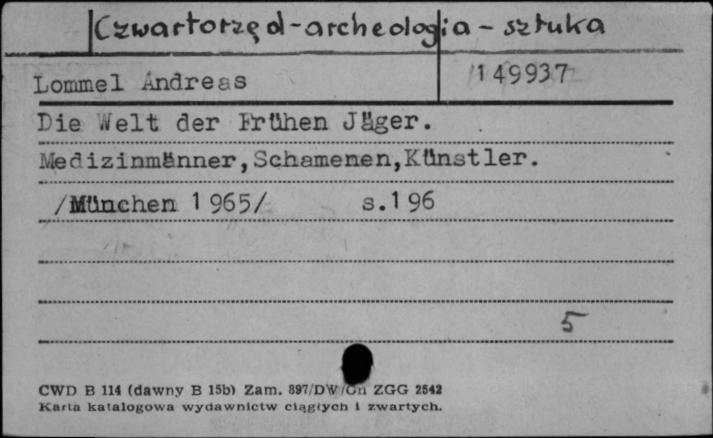 Czwartorzęd-archeologia - sztuka
Lommel Andreas 149937
Die Welt der Frühen Jäger.
Medizinmänner, Schamenen, Künstler.
/München 1965/ s.196
5
CWD B 114 (dawny B 15b) Zam. 897/DW/Gn ZGG 2542
Karta katalogowa wydawnictw ciągłych i zwartych.